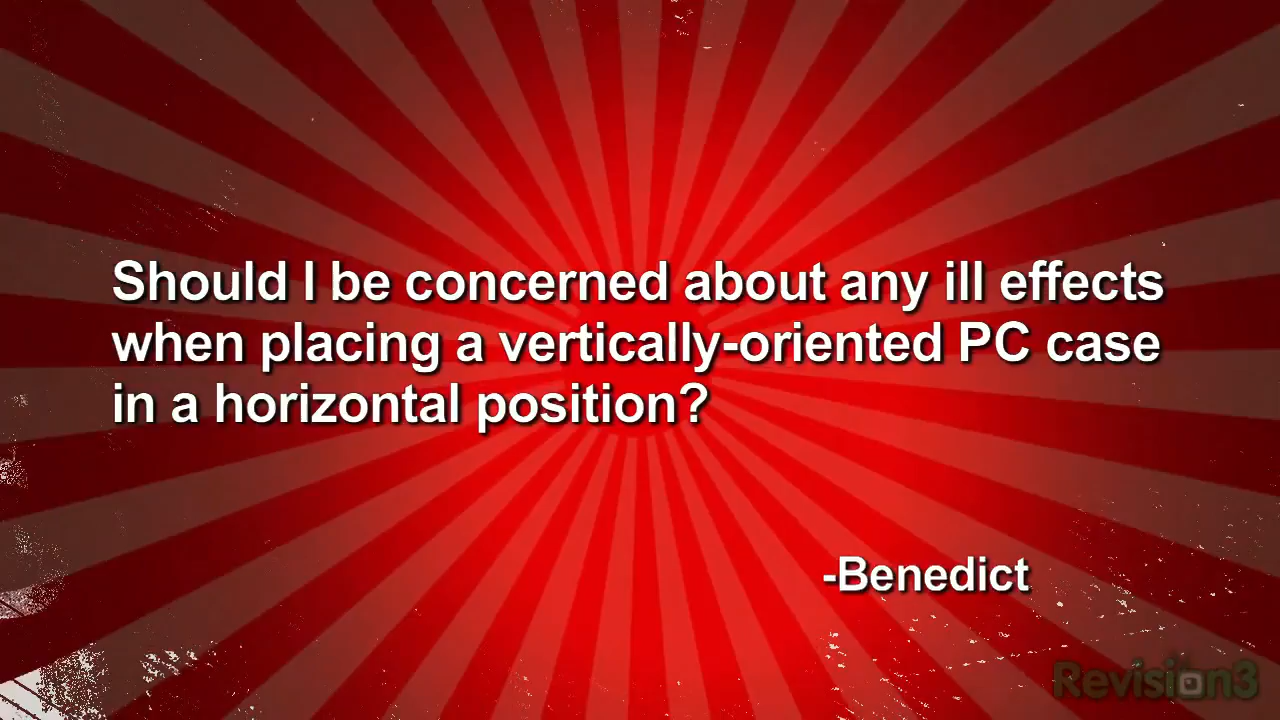 Should I be concerned about any ill effects
when placing a vertically-oriented PC case
in a horizontal position?
-Benedict
Revision3